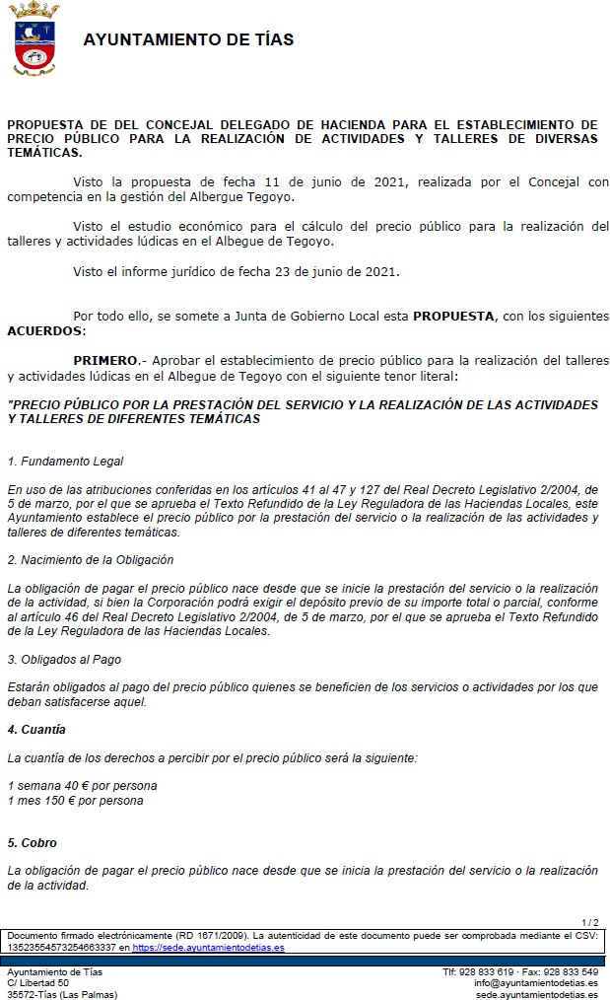 AYUNTAMIENTO DE TÍAS
PROPUESTA DE DEL CONCEJAL DELEGADO DE HACIENDA PARA EL ESTABLECIMIENTO DE
PRECIO PÚBLICO PARA LA REALIZACIÓN DE ACTIVIDADES Y TALLERES DE DIVERSAS
TEMÁTICAS.
Visto la propuesta de fecha 11 de junio de 2021, realizada por el Concejal con
competencia en la gestión del Albergue Tegoyo.
Visto el estudio económico para el cálculo del precio público para la realización del
talleres y actividades lúdicas en el Albegue de Tegoyo.
Visto el informe jurídico de fecha 23 de junio de 2021.
Por todo ello, se somete a Junta de Gobierno Local esta PROPUESTA, con los siguientes
ACUERDOS:
PRIMERO.- Aprobar el establecimiento de precio público para la realización del talleres
y actividades lúdicas en el Albegue de Tegoyo con el siguiente tenor literal:
"PRECIO PÚBLICO POR LA PRESTACIÓN DEL SERVICIO Y LA REALIZACIÓN DE LAS ACTIVIDADES
Y TALLERES DE DIFERENTES TEMÁTICAS
1. Fundamento Legal
En uso de las atribuciones conferidas en los artículos 41 al 47 y 127 del Real Decreto Legislativo 2/2004, de
5 de marzo, por el que se aprueba el Texto Refundido de la Ley Reguladora de las Haciendas Locales, este
Ayuntamiento establece el precio público por la prestación del servicio o la realización de las actividades y
talleres de diferentes temáticas.
2. Nacimiento de la Obligación
La obligación de pagar el precio público nace desde que se inicie la prestación del servicio o la realización
de la actividad, si bien la Corporación podrá exigir el depósito previo de su importe total o parcial, conforme
al artículo 46 del Real Decreto Legislativo 2/2004, de 5 de marzo, por el que se aprueba el Texto Refundido
de la Ley Reguladora de las Haciendas Locales.
3. Obligados al Pago
Estarán obligados al pago del precio público quienes se beneficien de los servicios o actividades por los que
deban satisfacerse aquel.
4. Cuantía
La cuantía de los derechos a percibir por el precio público será la siguiente:
1 semana 40 € por persona
1 mes 150 € por persona
5. Cobro
La obligación de pagar el precio público nace desde que se inicia la prestación del servicio o la realización
de la actividad.
1 / 2
Documento firmado electrónicamente (RD 1671/2009). La autenticidad de este documento puede ser comprobada mediante el CSV:
13523554573254663337 en https://sede.ayuntamientodetias.es
Ayuntamiento de Tías
C/ Libertad 50
35572-Tías (Las Palmas)
Tlf: 928 833 619 · Fax: 928 833 549
info@ayuntamientodetias.es
sede.ayuntamientodetias.es